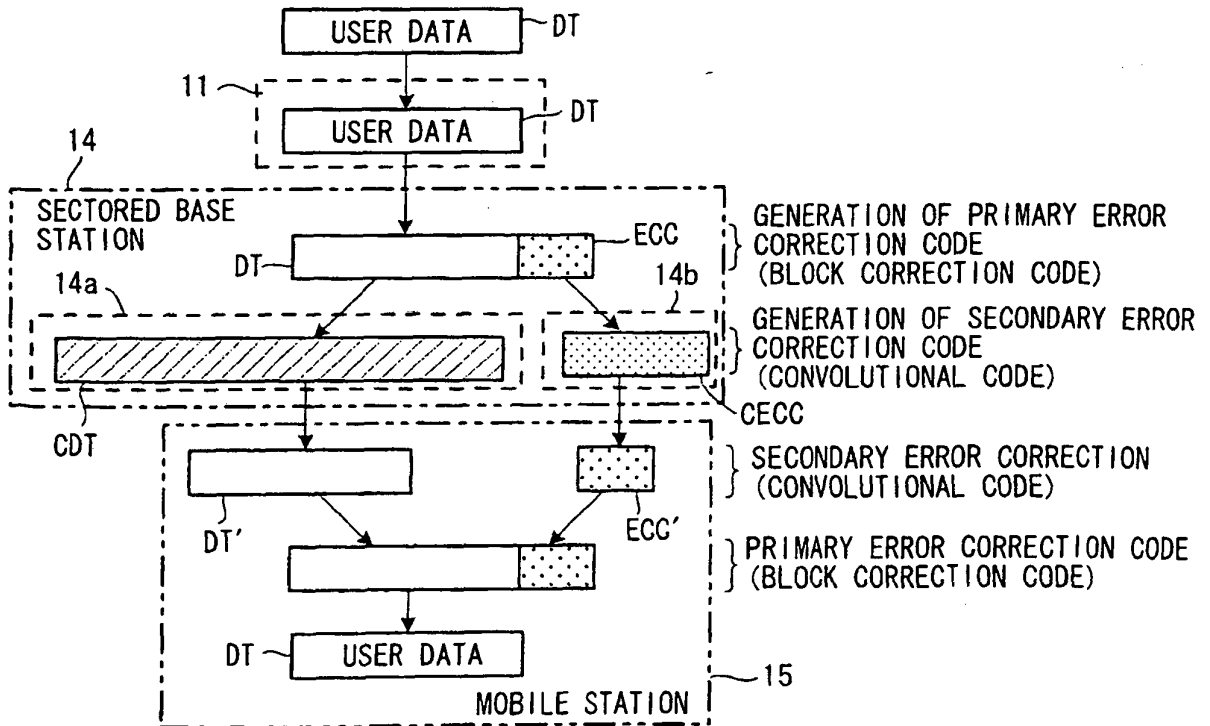 USER DATA
DT
11
USER DATA
DT
14
SECTORED BASE
STATION
DT
ECC
GENERATION OF PRIMARY ERROR
CORRECTION CODE
(BLOCK CORRECTION CODE)
14a
14b
GENERATION OF SECONDARY ERROR
CORRECTION CODE
(CONVOLUTIONAL CODE)
CDT
CECC
DT'
ECC'
SECONDARY ERROR CORRECTION
(CONVOLUTIONAL CODE)
PRIMARY ERROR CORRECTION CODE
(BLOCK CORRECTION CODE)
DT
USER DATA
15
MOBILE STATION